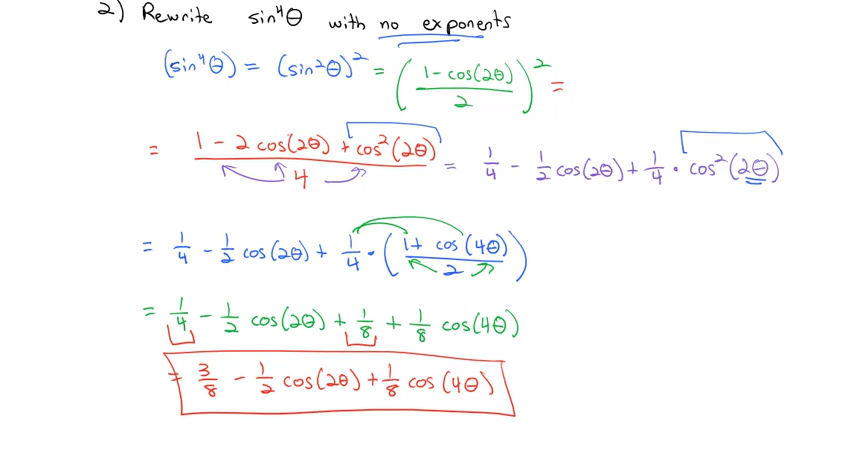 2) Rewrite sin⁴θ with no exponents
(sin⁴θ) = (sin²θ)² = ((1 - cos(2θ))/2)² =
= (1 - 2 cos(2θ) + cos²(2θ))/4 = 1/4 - 1/2 cos(2θ) + 1/4 · cos²(2θ)
= 1/4 - 1/2 cos(2θ) + 1/4 · ((1 + cos(4θ))/2)
= 1/4 - 1/2 cos(2θ) + 1/8 + 1/8 cos(4θ)
= 3/8 - 1/2 cos(2θ) + 1/8 cos(4θ)